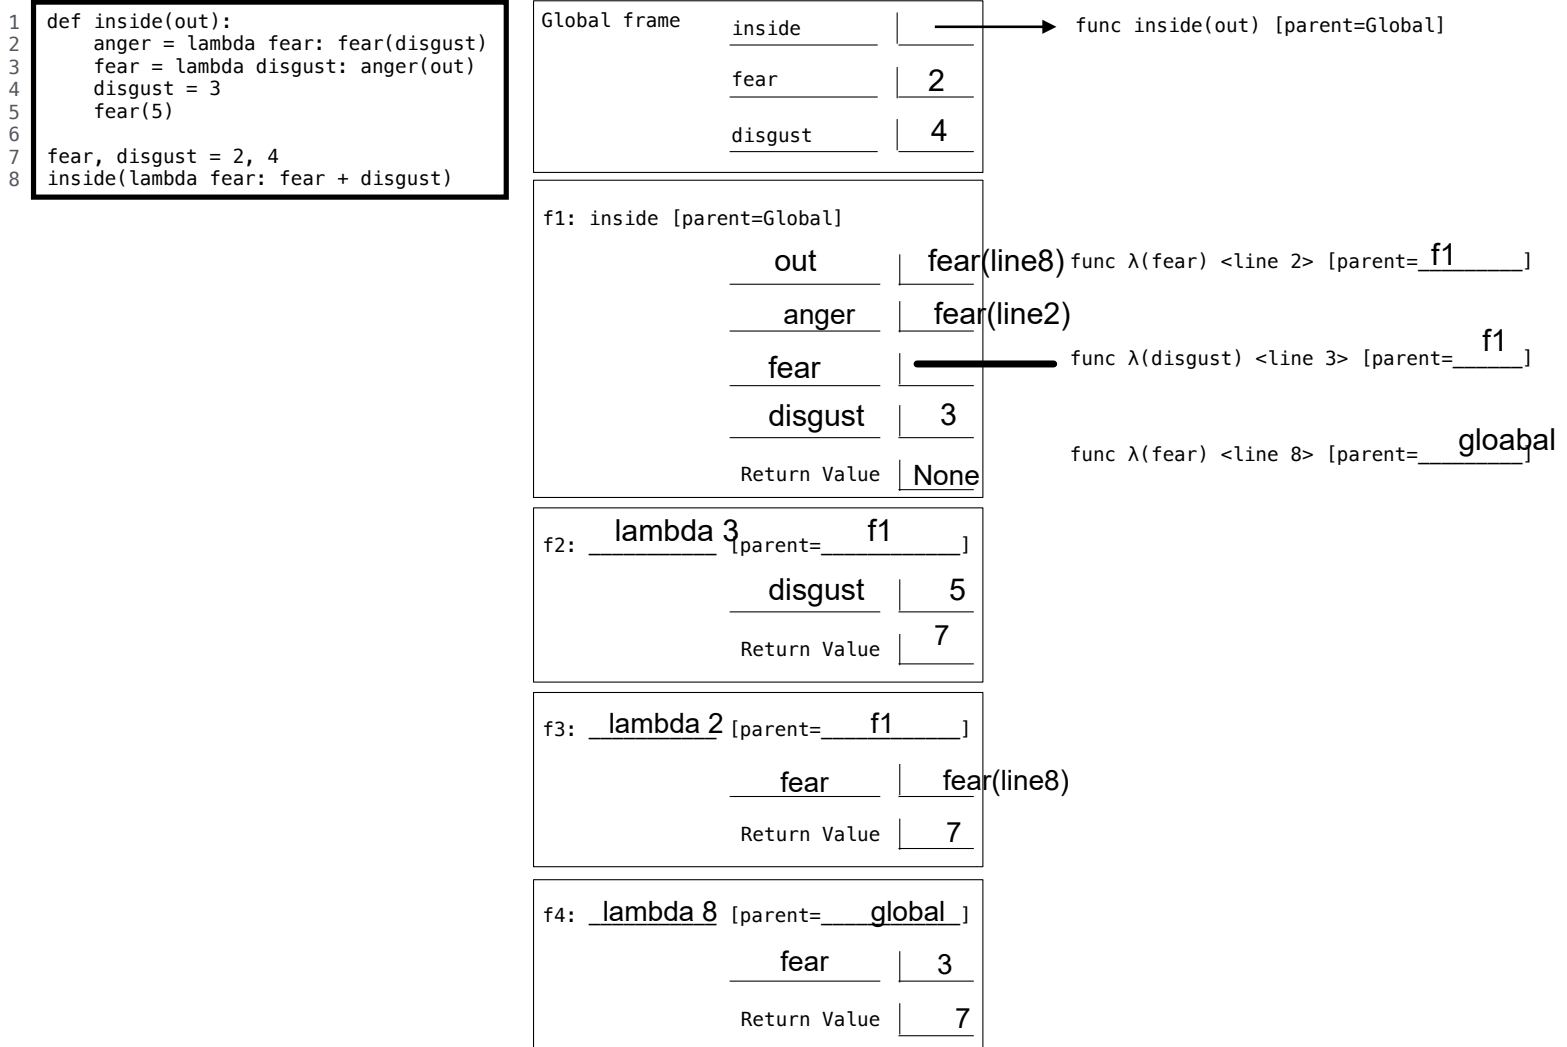 1 def inside(out):
2 anger = lambda fear: fear(disgust)
3 fear = lambda disgust: anger(out)
4 disgust = 3
5 fear(5)
6
7 fear, disgust = 2, 4
8 inside(lambda fear: fear + disgust)
Global frame
inside
func inside(out) [parent=Global]
fear 2
disgust 4
f1: inside [parent=Global]
out fear(line8)
func λ(fear) <line 2> [parent=f1]
anger fear(line2)
fear
func λ(disgust) <line 3> [parent=f1]
disgust 3
func λ(fear) <line 8> [parent=gloabal]
Return Value None
f2: lambda 3 [parent=f1]
disgust 5
Return Value 7
f3: lambda 2 [parent=f1]
fear fear(line8)
Return Value 7
f4: lambda 8 [parent=global]
fear 3
Return Value 7